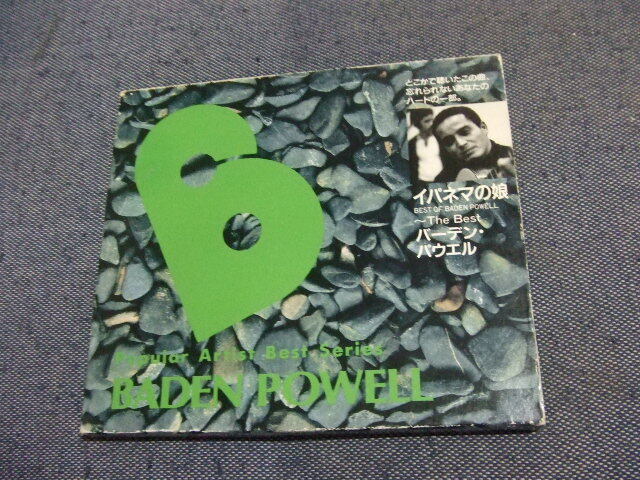 とこかで聴いたこの曲、
忘れられないあなたの
ハートの一部。
イパネマの娘
BEST OF BADEN POWELL
～The Best
バーデン・
パウエル
Popular Artist Best Series
BADEN POWELL